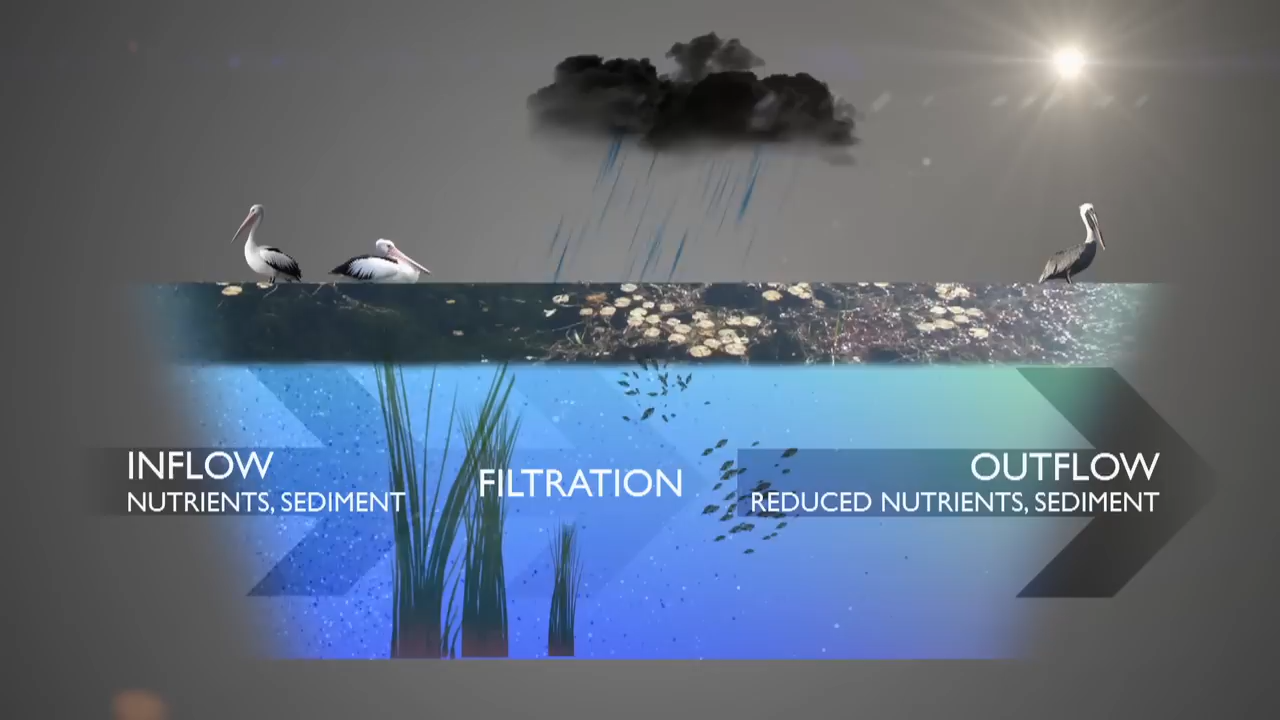 INFLOW
NUTRIENTS, SEDIMENT
FILTRATION
OUTFLOW
REDUCED NUTRIENTS, SEDIMENT